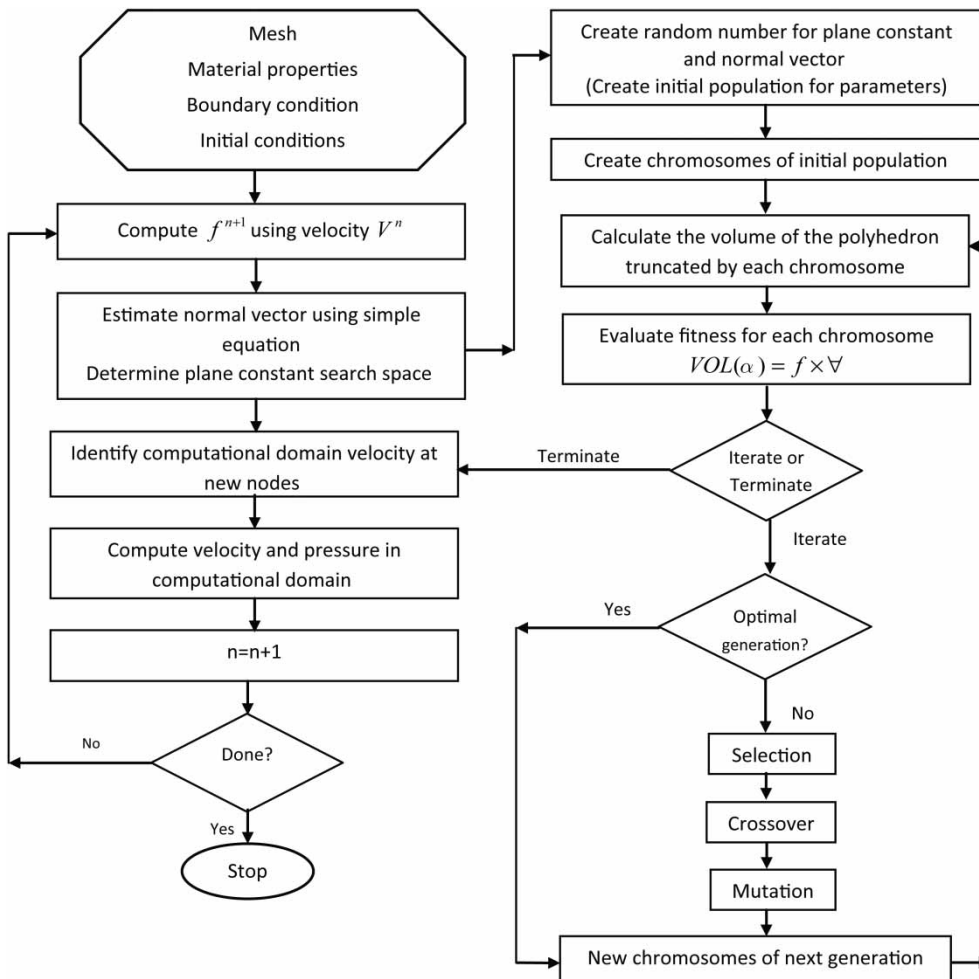 Mesh
Material properties
Boundary condition
Initial conditions
Compute f^{n+1} using velocity V^n
Estimate normal vector using simple
equation
Determine plane constant search space
Identify computational domain velocity at
new nodes
Compute velocity and pressure in
computational domain
n=n+1
Done?
No
Yes
Stop
Create random number for plane constant
and normal vector
(Create initial population for parameters)
Create chromosomes of initial population
Calculate the volume of the polyhedron
truncated by each chromosome
Evaluate fitness for each chromosome
VOL(α) = f × ∀
Iterate or
Terminate
Terminate
Iterate
Optimal
generation?
Yes
No
Selection
Crossover
Mutation
New chromosomes of next generation